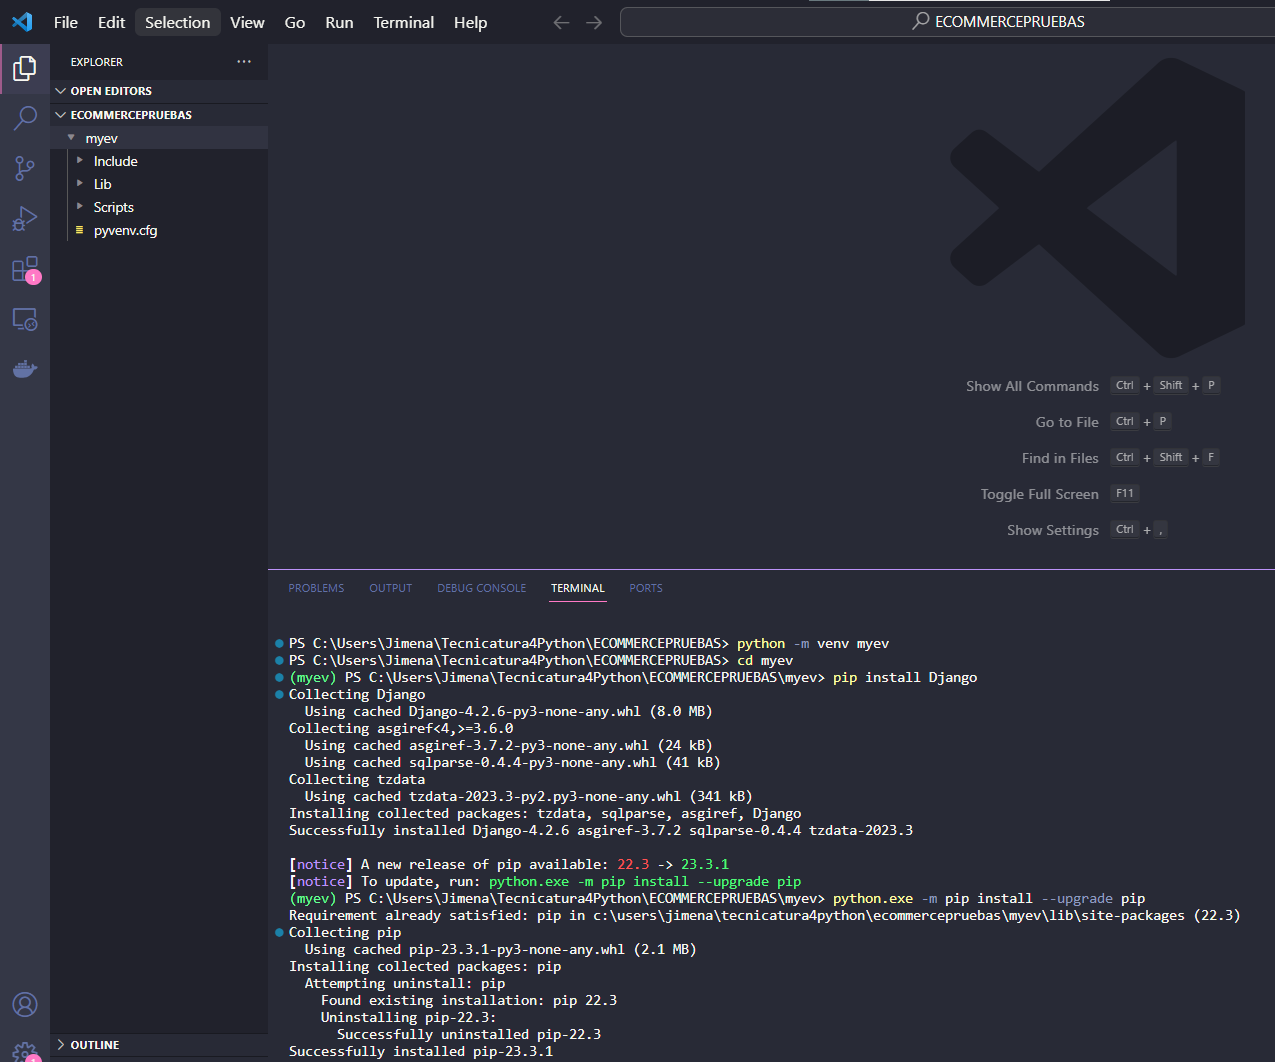 File Edit Selection View Go Run Terminal Help
ECOMMERCEPRUEBAS
EXPLORER
OPEN EDITORS
ECOMMERCEPRUEBAS
myev
Include
Lib
Scripts
pyvenv.cfg
1
Show All Commands Ctrl + Shift + P
Go to File Ctrl + P
Find in Files Ctrl + Shift + F
Toggle Full Screen F11
Show Settings Ctrl + ,
PROBLEMS OUTPUT DEBUG CONSOLE TERMINAL PORTS
PS C:\Users\Jimena\Tecnicatura4Python\ECOMMERCEPRUEBAS> python -m venv myev
PS C:\Users\Jimena\Tecnicatura4Python\ECOMMERCEPRUEBAS> cd myev
(myev) PS C:\Users\Jimena\Tecnicatura4Python\ECOMMERCEPRUEBAS\myev> pip install Django
Collecting Django
Using cached Django-4.2.6-py3-none-any.whl (8.0 MB)
Collecting asgiref<4,>=3.6.0
Using cached asgiref-3.7.2-py3-none-any.whl (24 kB)
Using cached sqlparse-0.4.4-py3-none-any.whl (41 kB)
Collecting tzdata
Using cached tzdata-2023.3-py2.py3-none-any.whl (341 kB)
Installing collected packages: tzdata, sqlparse, asgiref, Django
Successfully installed Django-4.2.6 asgiref-3.7.2 sqlparse-0.4.4 tzdata-2023.3
[notice] A new release of pip available: 22.3 -> 23.3.1
[notice] To update, run: python.exe -m pip install --upgrade pip
(myev) PS C:\Users\Jimena\Tecnicatura4Python\ECOMMERCEPRUEBAS\myev> python.exe -m pip install --upgrade pip
Requirement already satisfied: pip in c:\users\jimena\tecnicatura4python\ecommercepruebas\myev\lib\site-packages (22.3)
Collecting pip
Using cached pip-23.3.1-py3-none-any.whl (2.1 MB)
Installing collected packages: pip
Attempting uninstall: pip
Found existing installation: pip 22.3
Uninstalling pip-22.3:
Successfully uninstalled pip-22.3
Successfully installed pip-23.3.1
OUTLINE
1